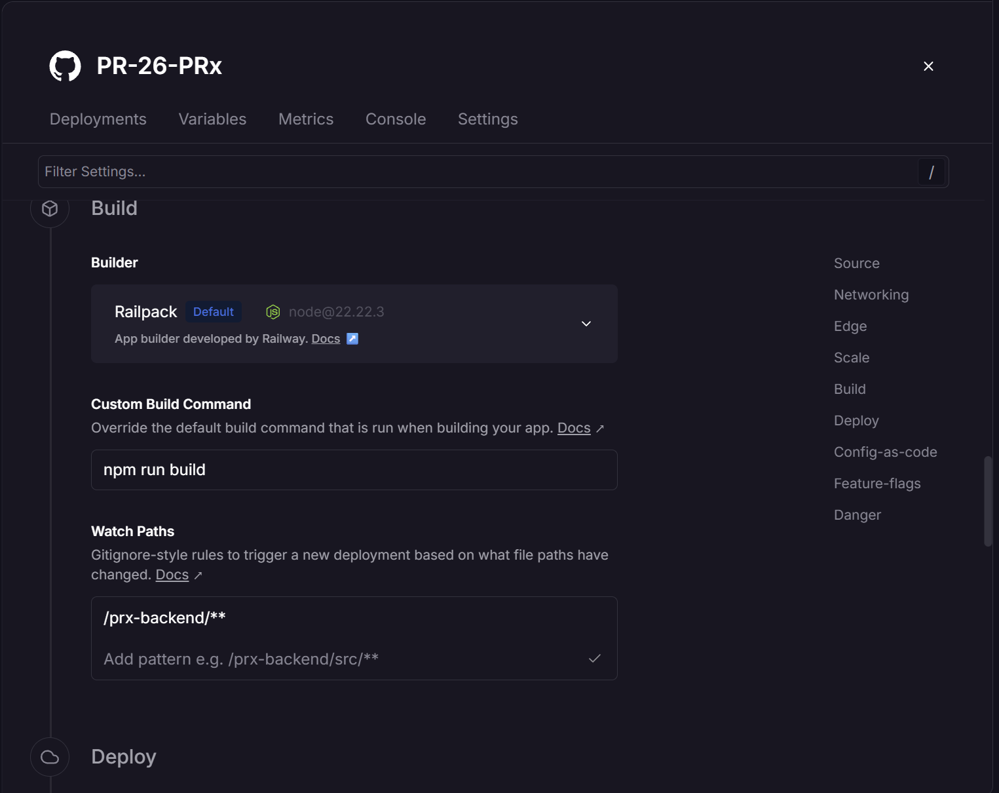 PR-26-PRx
Deployments
Variables
Metrics
Console
Settings
Filter Settings...
/
Build
Builder
Railpack
Default
node@22.22.3
App builder developed by Railway. Docs
Custom Build Command
Override the default build command that is run when building your app. Docs ↗
npm run build
Watch Paths
Gitignore-style rules to trigger a new deployment based on what file paths have
changed. Docs ↗
/prx-backend/**
Add pattern e.g. /prx-backend/src/**
Deploy
Source
Networking
Edge
Scale
Build
Deploy
Config-as-code
Feature-flags
Danger